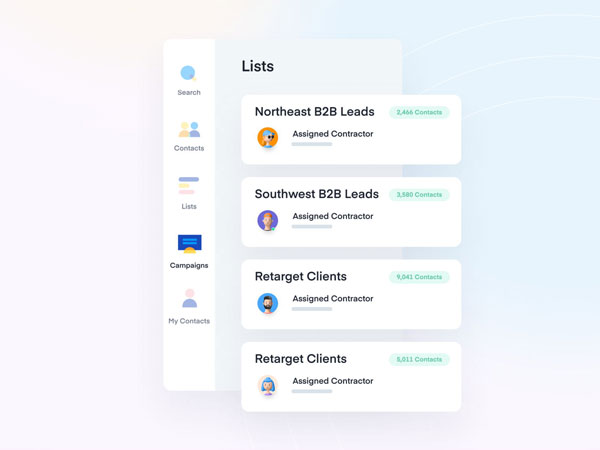 Lists
Search
Contacts
Lists
Campaigns
My Contacts
Northeast B2B Leads
2,466 Contacts
Assigned Contractor
Southwest B2B Leads
3,580 Contacts
Assigned Contractor
Retarget Clients
9,041 Contacts
Assigned Contractor
Retarget Clients
5,011 Contacts
Assigned Contractor